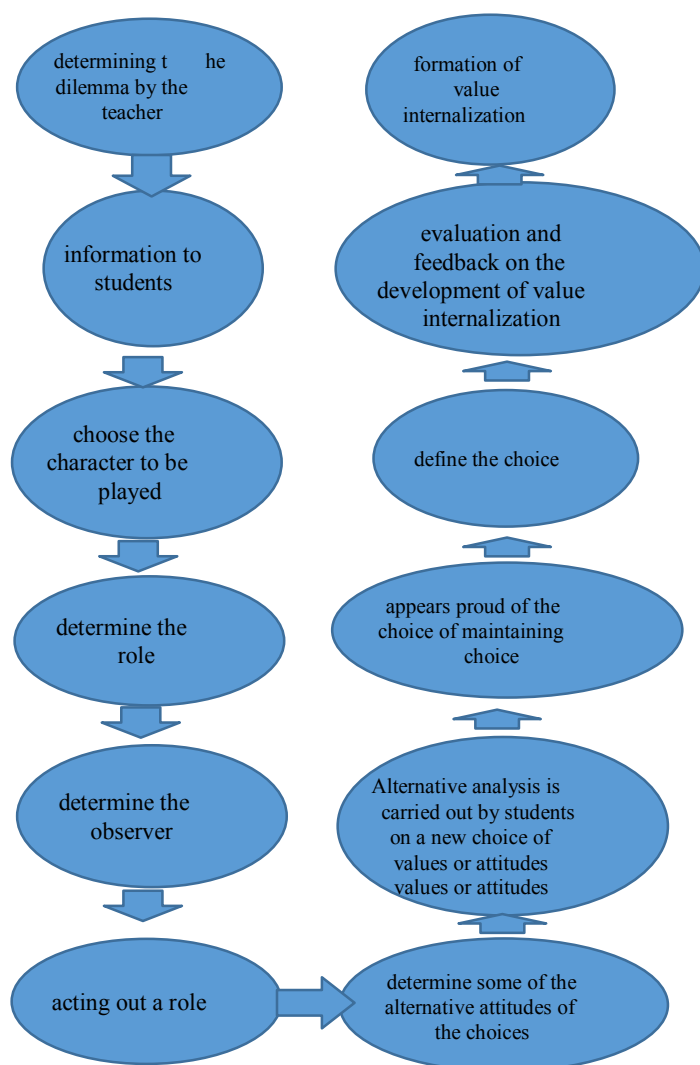 determining t he
dilemma by the
teacher
information to
students
choose the
character to be
played
determine the
role
determine the
observer
acting out a role
determine some of the
alternative attitudes of
the choices
Alternative analysis is
carried out by students
on a new choice of
values or attitudes
values or attitudes
appears proud of the
choice of maintaining
choice
define the choice
evaluation and
feedback on the
development of value
internalization
formation of
value
internalization